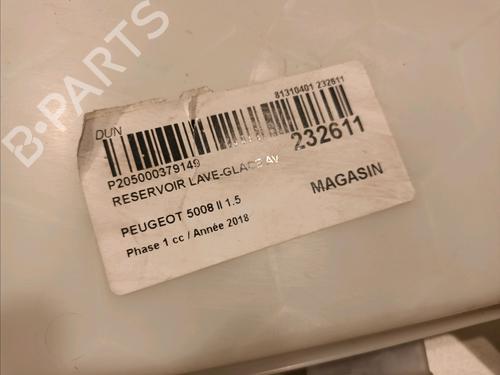 B-PARTS
DUN
81310401 232611
P205000379149
232611
RESERVOIR LAVE-GLACE AV
PEUGEOT 5008 II 1.5
MAGASIN
Phase 1 cc / Année 2018